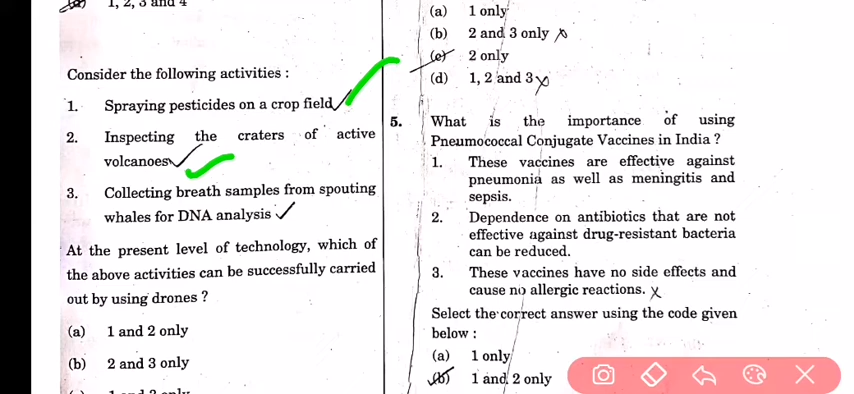 1, 2, 3 and 4
Consider the following activities :
1. Spraying pesticides on a crop field
2. Inspecting the craters of active
volcanoes
3. Collecting breath samples from spouting
whales for DNA analysis
At the present level of technology, which of
the above activities can be successfully carried
out by using drones ?
(a) 1 and 2 only
(b) 2 and 3 only
(a) 1 only
(b) 2 and 3 only
(c) 2 only
(d) 1, 2 and 3
5. What is the importance of using
Pneumococcal Conjugate Vaccines in India ?
1. These vaccines are effective against
pneumonia as well as meningitis and
sepsis.
2. Dependence on antibiotics that are not
effective against drug-resistant bacteria
can be reduced.
3. These vaccines have no side effects and
cause no allergic reactions.
Select the correct answer using the code given
below :
(a) 1 only
(b) 1 and 2 only